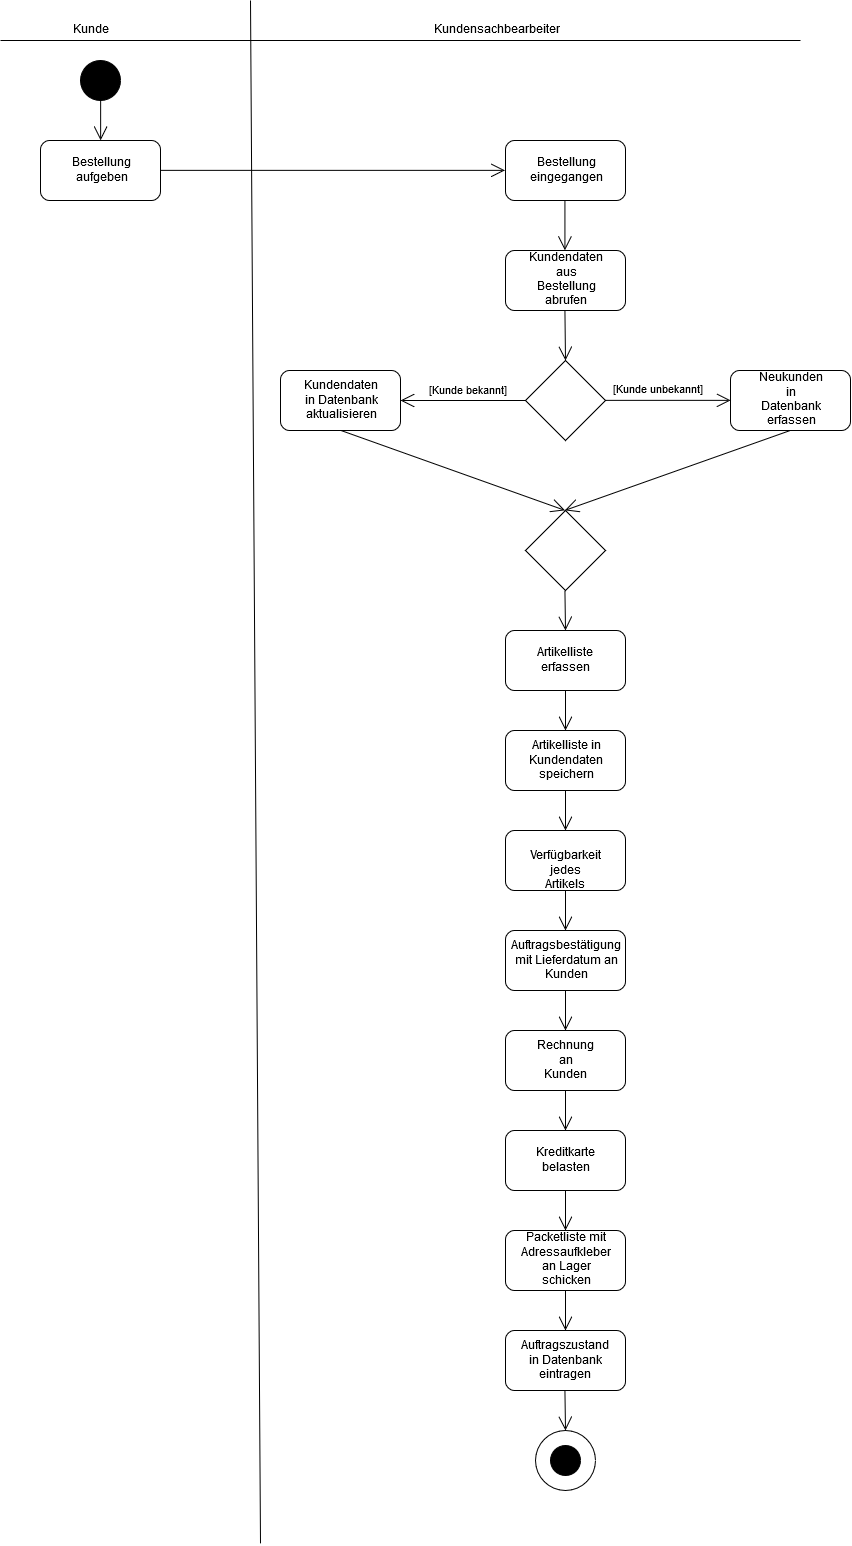 Kunde
Kundensachbearbeiter
Bestellung
aufgeben
Bestellung
eingegangen
Kundendaten
aus
Bestellung
abrufen
Kundendaten
in Datenbank
aktualisieren
[Kunde bekannt]
[Kunde unbekannt]
Neukunden
in
Datenbank
erfassen
Artikelliste
erfassen
Artikelliste in
Kundendaten
speichern
Verfügbarkeit
jedes
Artikels
Auftragsbestätigung
mit Lieferdatum an
Kunden
Rechnung
an
Kunden
Kreditkarte
belasten
Packetliste mit
Adressaufkleber
an Lager
schicken
Auftragszustand
in Datenbank
eintragen